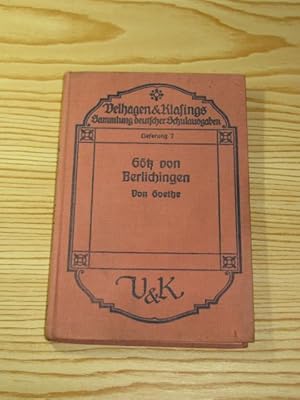 Velhagen & Klasings
Sammlung deutscher Schulausgaben
Lieferung 7
Götz von
Berlichingen
Von Goethe
V&K